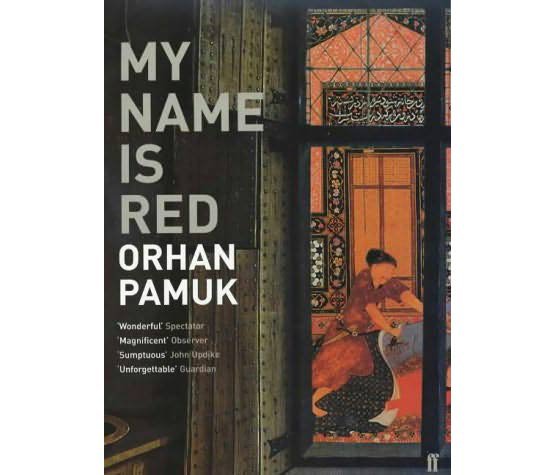 MY
NAME
IS
RED
ORHAN
PAMUK
'Wonderful' Spectator
'Magnificent' Observer
'Sumptuous' John Updike
'Unforgettable' Guardian
ff